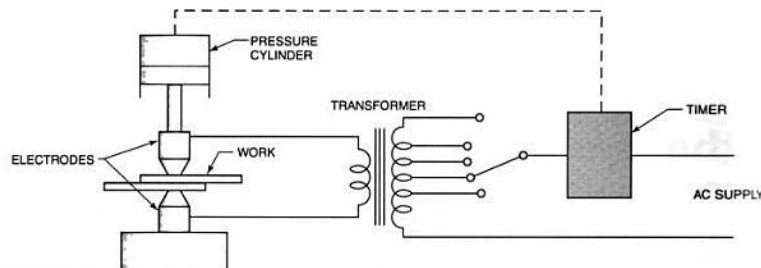 PRESSURE
CYLINDER
TRANSFORMER
TIMER
ELECTRODES
WORK
AC SUPPLY